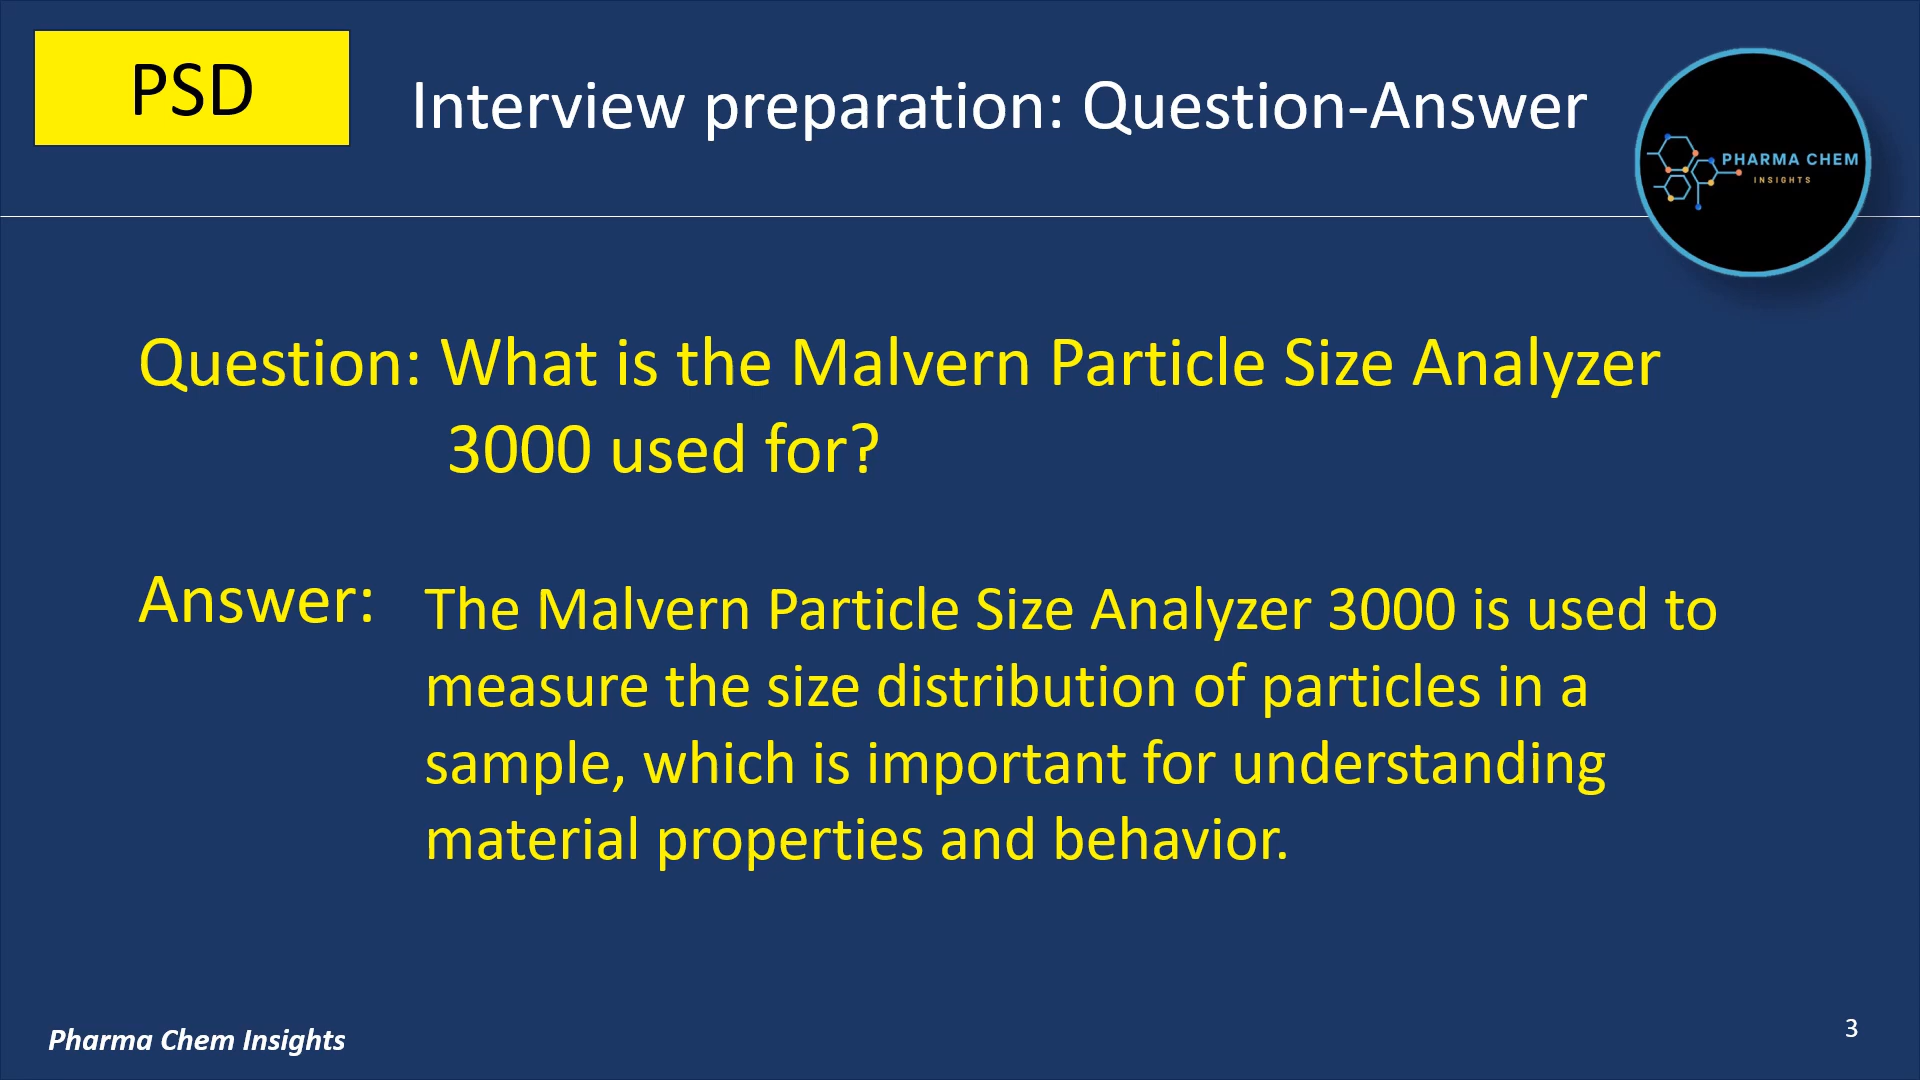 PSD
Interview preparation: Question-Answer
PHARMA CHEM
INSIGHTS
Question: What is the Malvern Particle Size Analyzer
3000 used for?
Answer: The Malvern Particle Size Analyzer 3000 is used to
measure the size distribution of particles in a
sample, which is important for understanding
material properties and behavior.
Pharma Chem Insights
3